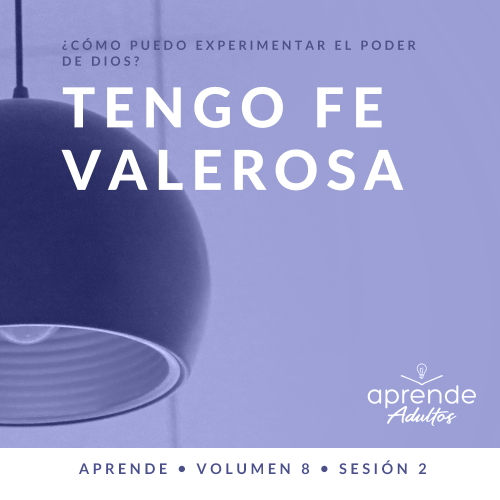 ¿CÓMO PUEDO EXPERIMENTAR EL PODER
DE DIOS?
TENGO FE
VALEROSA
aprende
Adultos
APRENDE • VOLUMEN 8 • SESIÓN 2